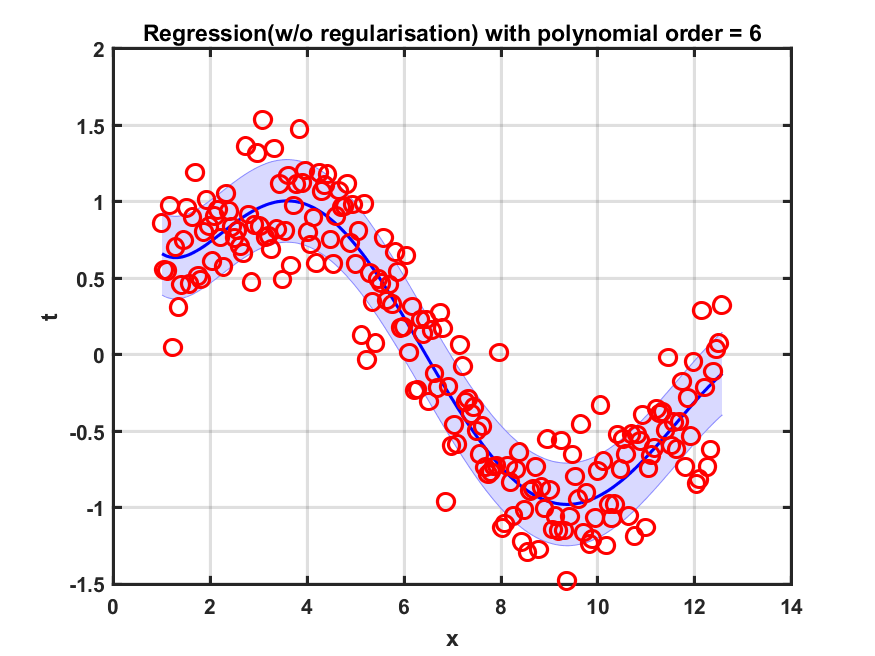 Regression(w/o regularisation) with polynomial order = 6
2
1.5
1
0.5
0
-0.5
-1
-1.5
0 2 4 6 8 10 12 14
t
x